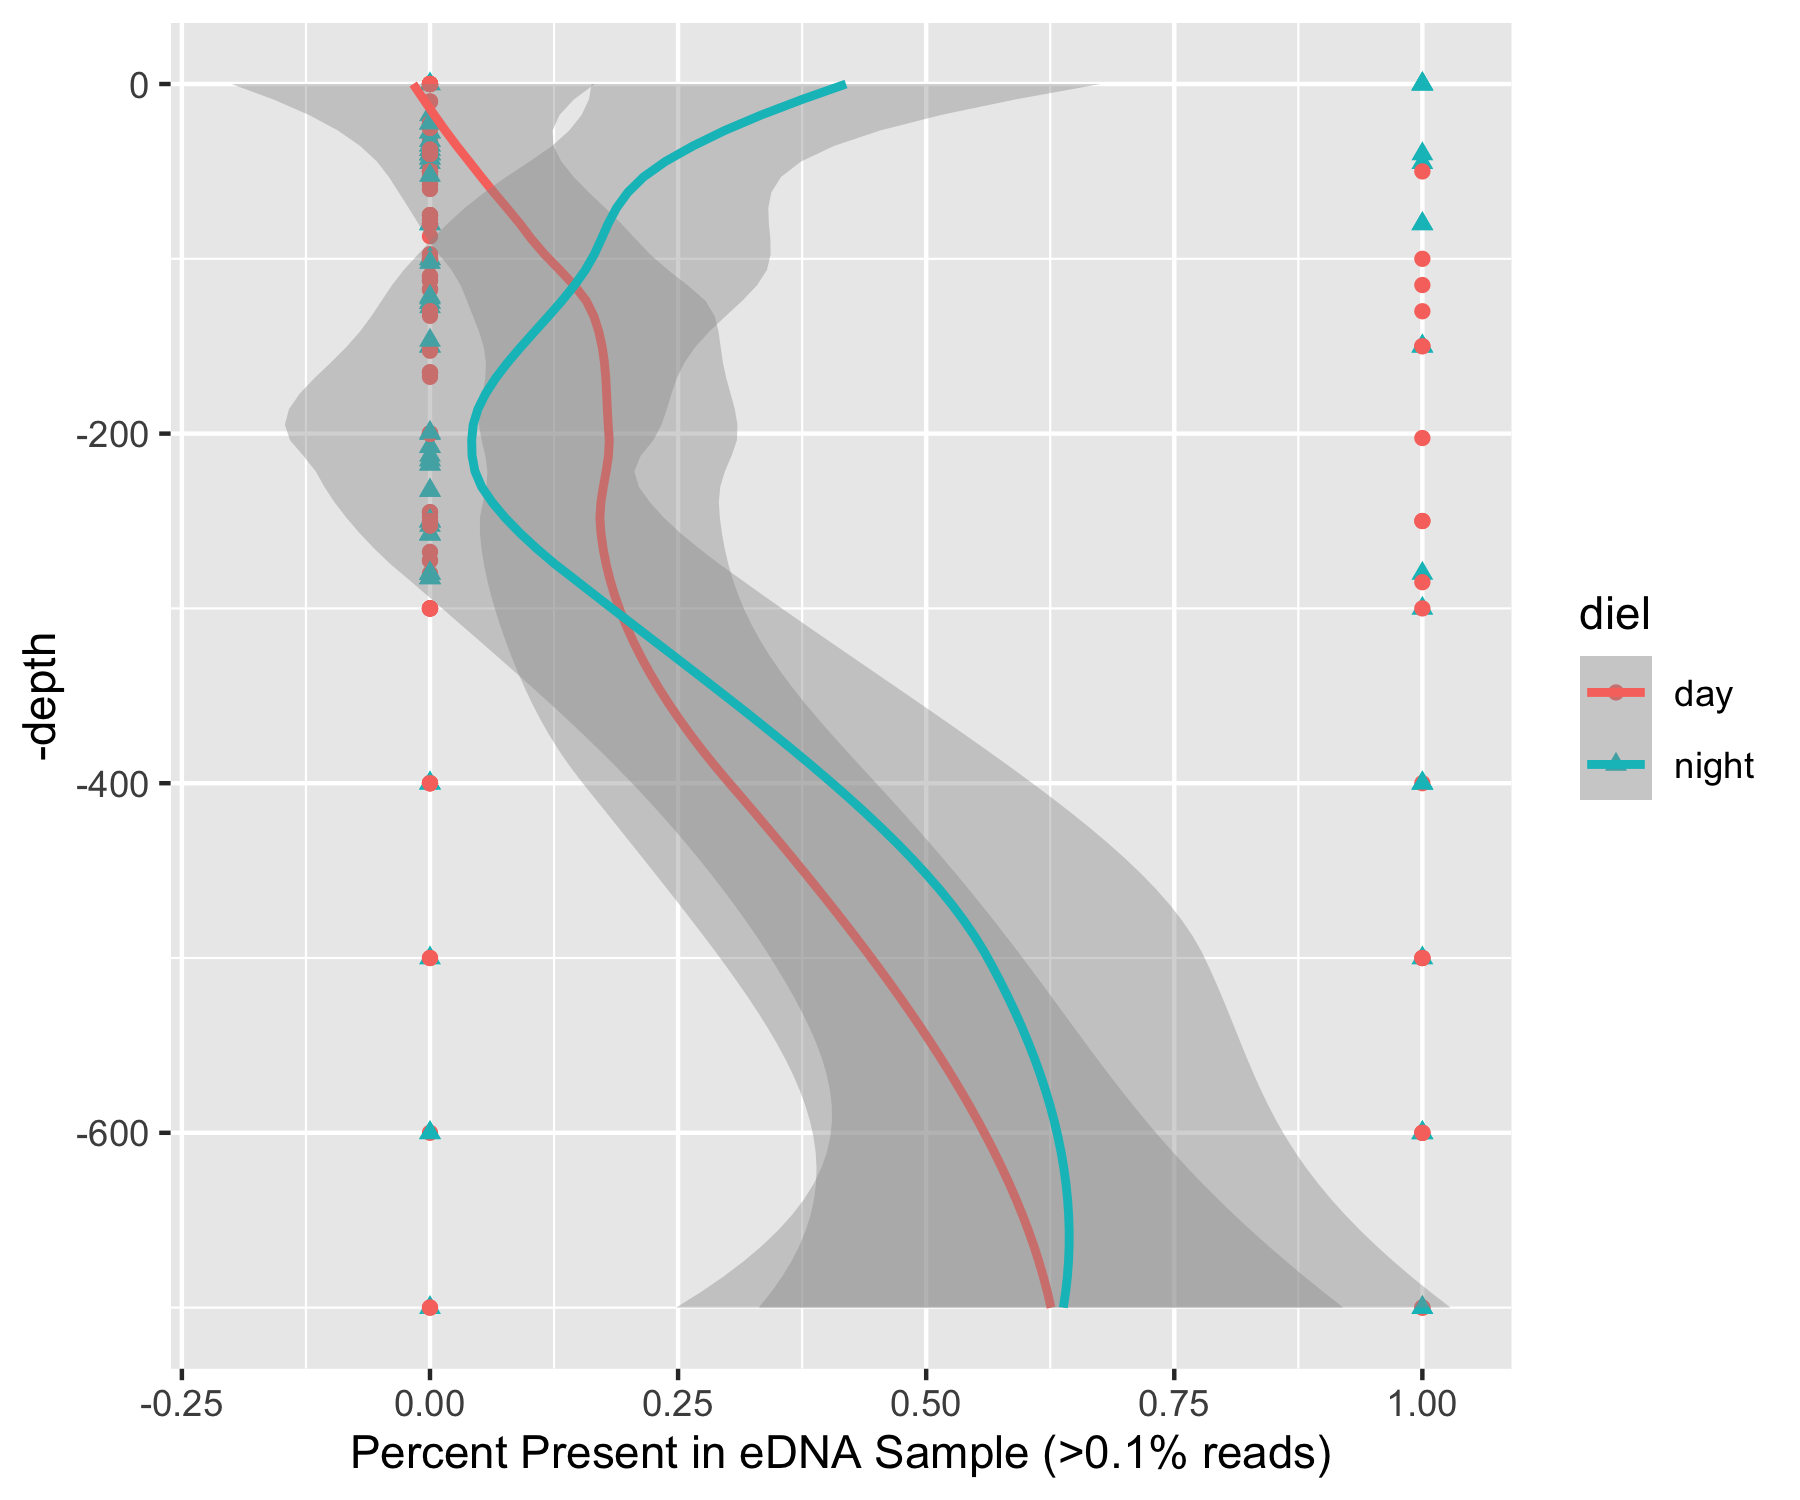 0
-200
-400
-600
-depth
-0.25 0.00 0.25 0.50 0.75 1.00
Percent Present in eDNA Sample (>0.1% reads)
diel
day
night